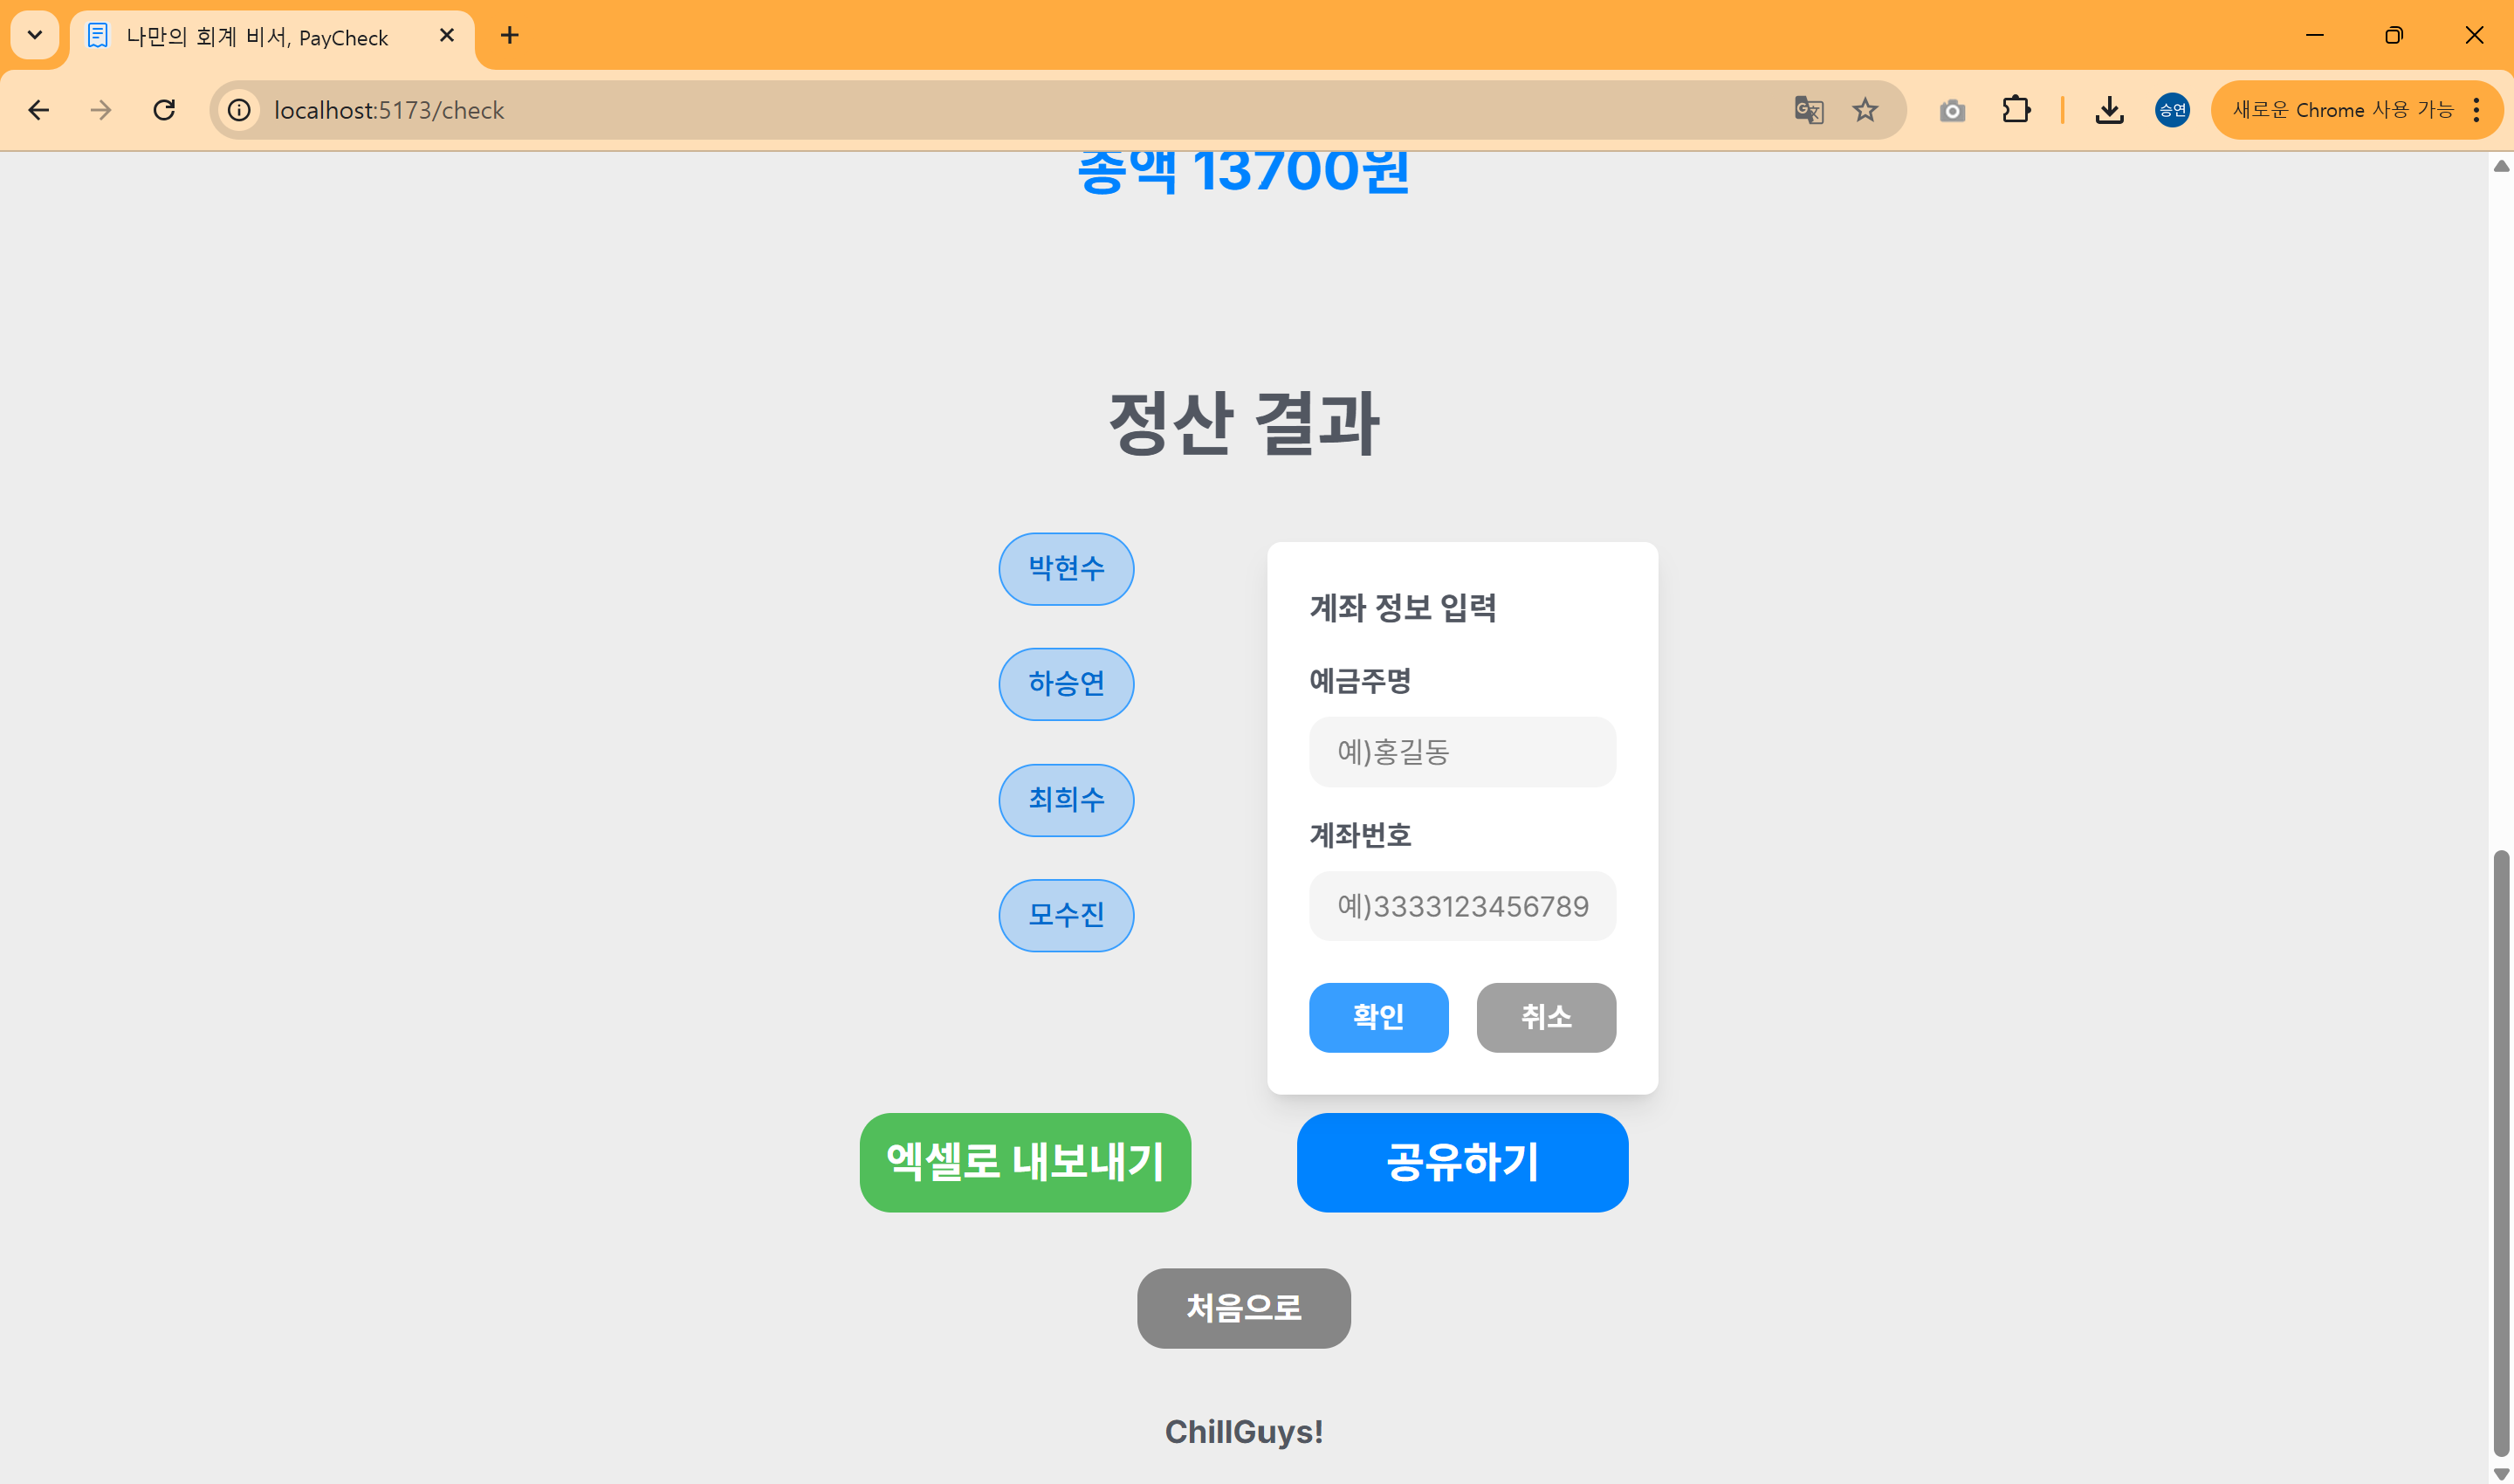 나만의 회계 비서, PayCheck
localhost:5173/check
승연
새로운 Chrome 사용 가능
총액 13700원
정산 결과
박현수
하승연
최희수
모수진
계좌 정보 입력
예금주명
예)홍길동
계좌번호
예)3333123456789
확인
취소
엑셀로 내보내기
공유하기
처음으로
ChillGuys!